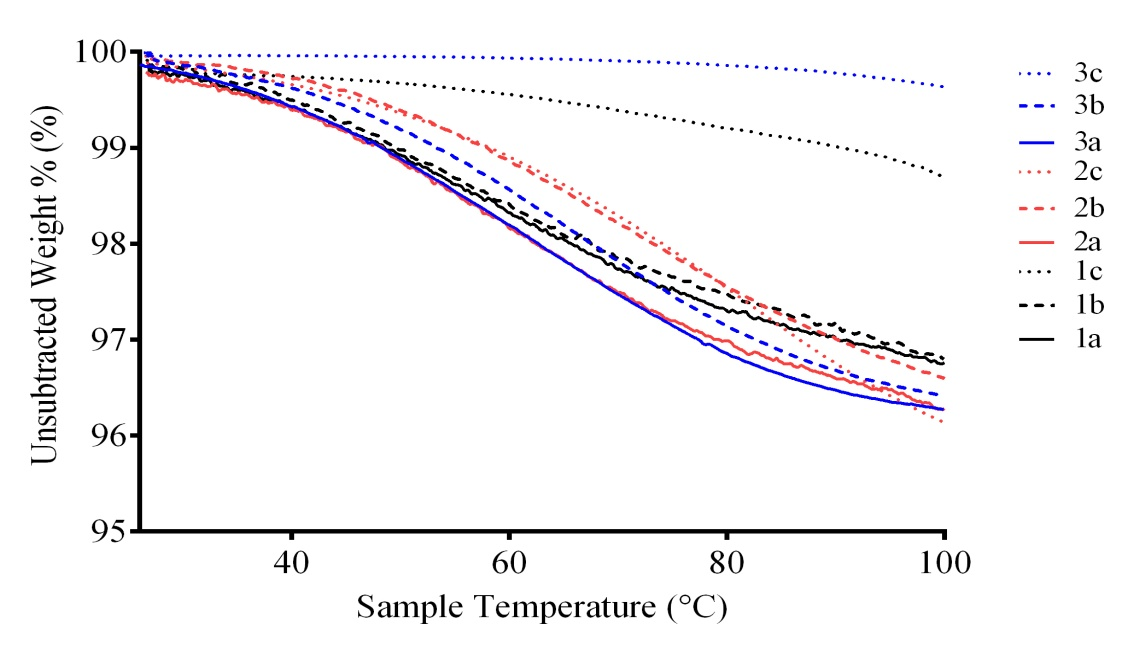 100
99
98
97
96
95
Unsubtracted Weight % (%)
40 60 80 100
Sample Temperature (°C)
3c
3b
3a
2c
2b
2a
1c
1b
1a